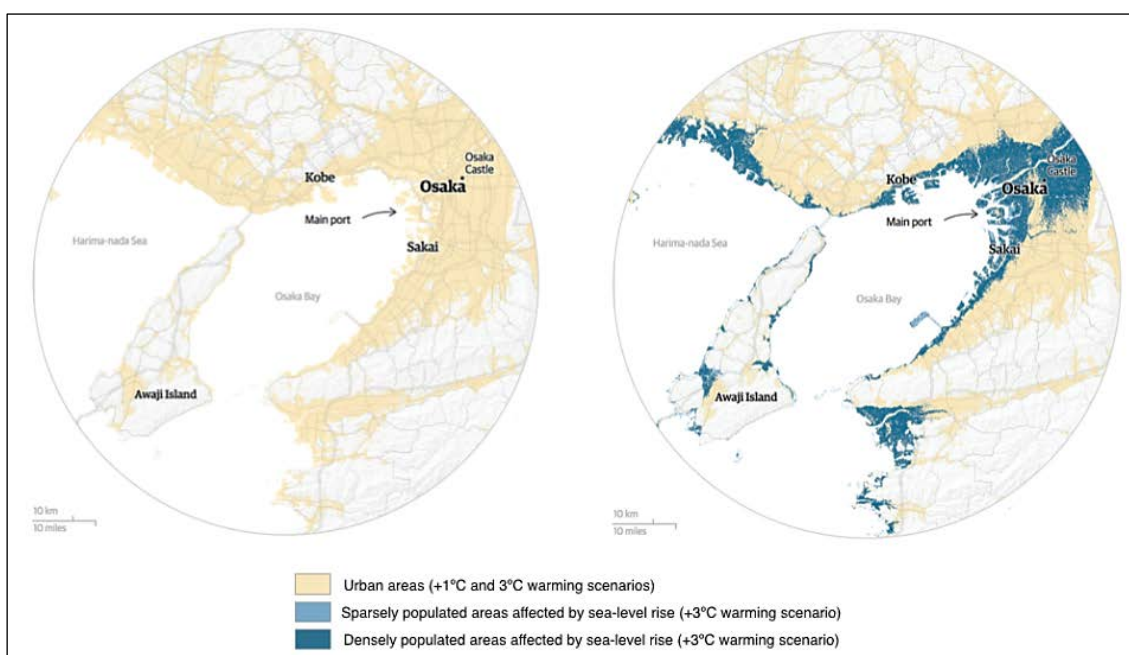 Osaka
Castle
Kobe
Osaka
Main port
Harima-nada Sea
Sakai
Osaka Bay
Awaji Island
10 km
10 miles
Osaka
Castle
Kobe
Osaka
Main port
Harima-nada Sea
Sakai
Osaka Bay
Awaji Island
10 km
10 miles
Urban areas (+1°C and 3°C warming scenarios)
Sparsely populated areas affected by sea-level rise (+3°C warming scenario)
Densely populated areas affected by sea-level rise (+3°C warming scenario)